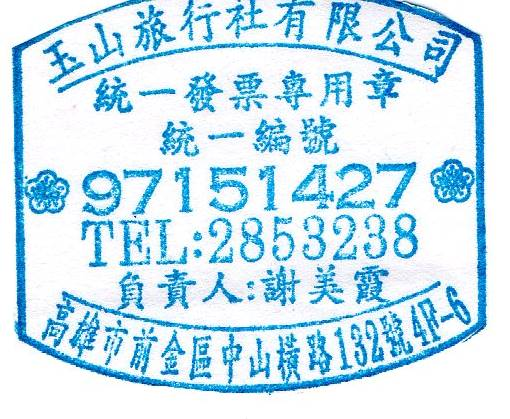 玉山旅行社有限公司
統一發票專用章
統一編號
97151427
TEL:2853238
負責人:謝美霞
高雄市前金區中山橫路132號4F-6